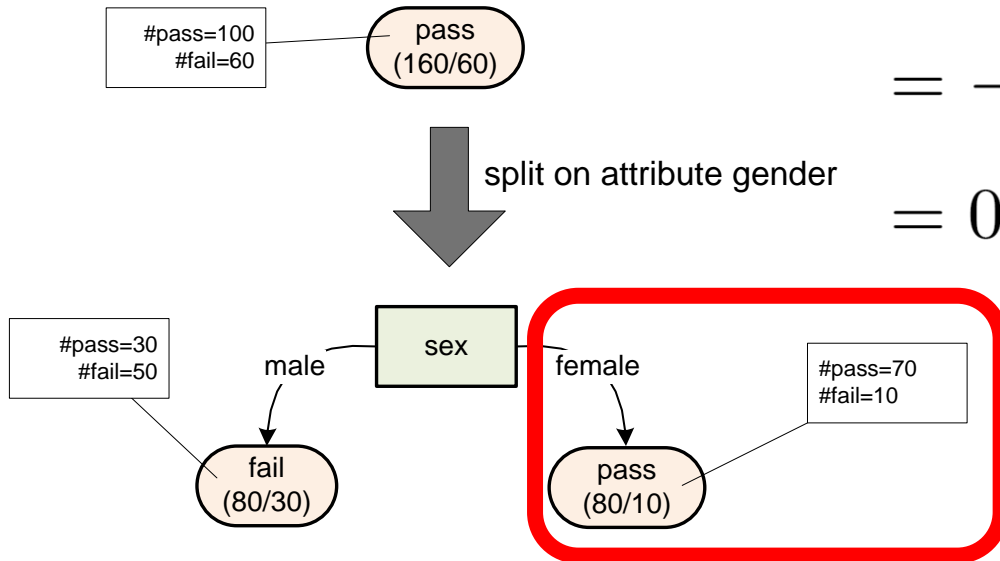 #pass=100
#fail=60
pass
(160/60)
= −
split on attribute gender
= 0
#pass=30
#fail=50
male
sex
female
#pass=70
#fail=10
fail
(80/30)
pass
(80/10)